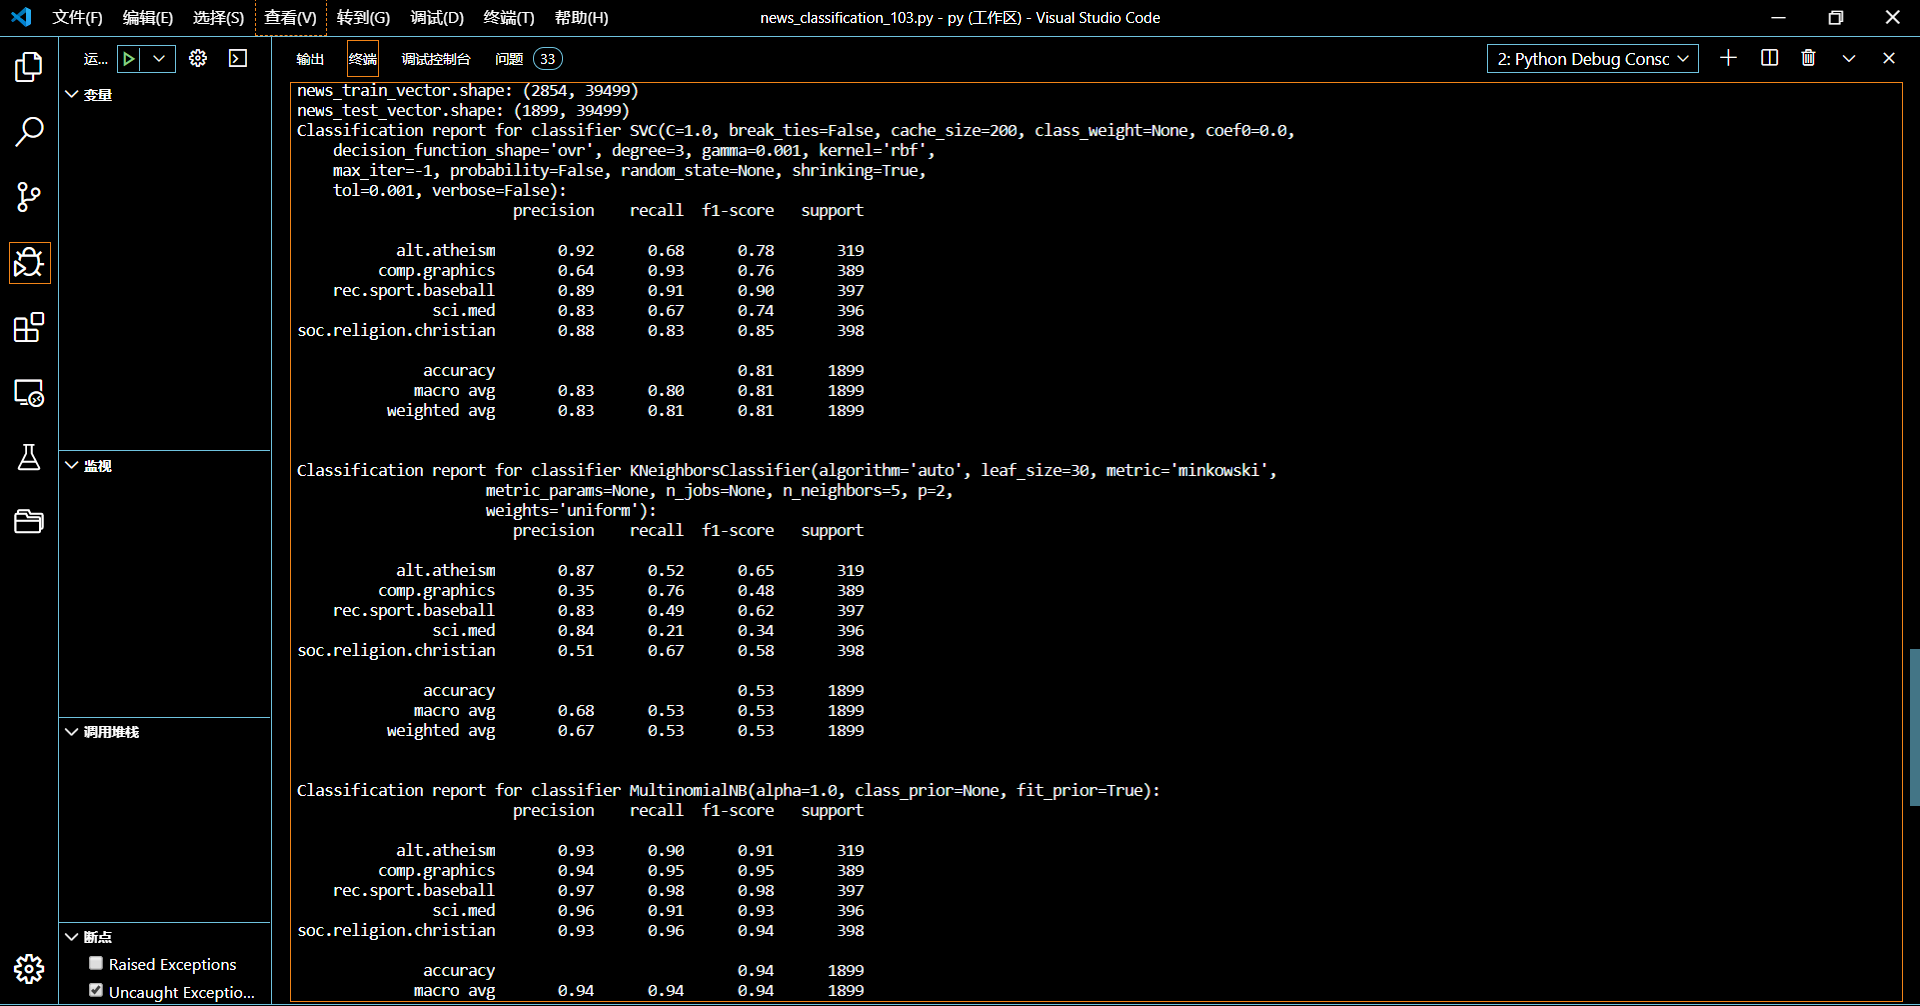 文件(F) 编辑(E) 选择(S) 查看(V) 转到(G) 调试(D) 终端(T) 帮助(H) news_classification_103.py - py (工作区) - Visual Studio Code
运...
输出 终端 调试控制台 问题 33 2: Python Debug Consc
变量
监视
调用堆栈
断点
Raised Exceptions
Uncaught Exceptio...
news_train_vector.shape: (2854, 39499)
news_test_vector.shape: (1899, 39499)
Classification report for classifier SVC(C=1.0, break_ties=False, cache_size=200, class_weight=None, coef0=0.0,
decision_function_shape='ovr', degree=3, gamma=0.001, kernel='rbf',
max_iter=-1, probability=False, random_state=None, shrinking=True,
tol=0.001, verbose=False):
precision recall f1-score support
alt.atheism 0.92 0.68 0.78 319
comp.graphics 0.64 0.93 0.76 389
rec.sport.baseball 0.89 0.91 0.90 397
sci.med 0.83 0.67 0.74 396
soc.religion.christian 0.88 0.83 0.85 398
accuracy 0.81 1899
macro avg 0.83 0.80 0.81 1899
weighted avg 0.83 0.81 0.81 1899
Classification report for classifier KNeighborsClassifier(algorithm='auto', leaf_size=30, metric='minkowski',
metric_params=None, n_jobs=None, n_neighbors=5, p=2,
weights='uniform'):
precision recall f1-score support
alt.atheism 0.87 0.52 0.65 319
comp.graphics 0.35 0.76 0.48 389
rec.sport.baseball 0.83 0.49 0.62 397
sci.med 0.84 0.21 0.34 396
soc.religion.christian 0.51 0.67 0.58 398
accuracy 0.53 1899
macro avg 0.68 0.53 0.53 1899
weighted avg 0.67 0.53 0.53 1899
Classification report for classifier MultinomialNB(alpha=1.0, class_prior=None, fit_prior=True):
precision recall f1-score support
alt.atheism 0.93 0.90 0.91 319
comp.graphics 0.94 0.95 0.95 389
rec.sport.baseball 0.97 0.98 0.98 397
sci.med 0.96 0.91 0.93 396
soc.religion.christian 0.93 0.96 0.94 398
accuracy 0.94 1899
macro avg 0.94 0.94 0.94 1899